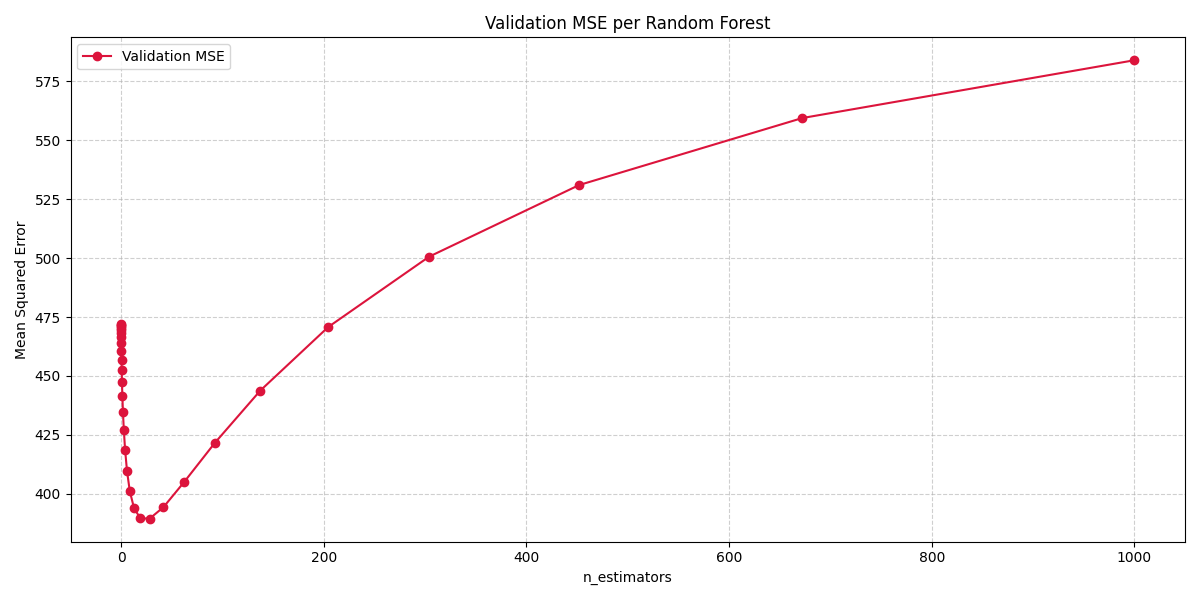 Validation MSE per Random Forest
Validation MSE
Mean Squared Error
575
550
525
500
475
450
425
400
0 200 400 600 800 1000
n_estimators